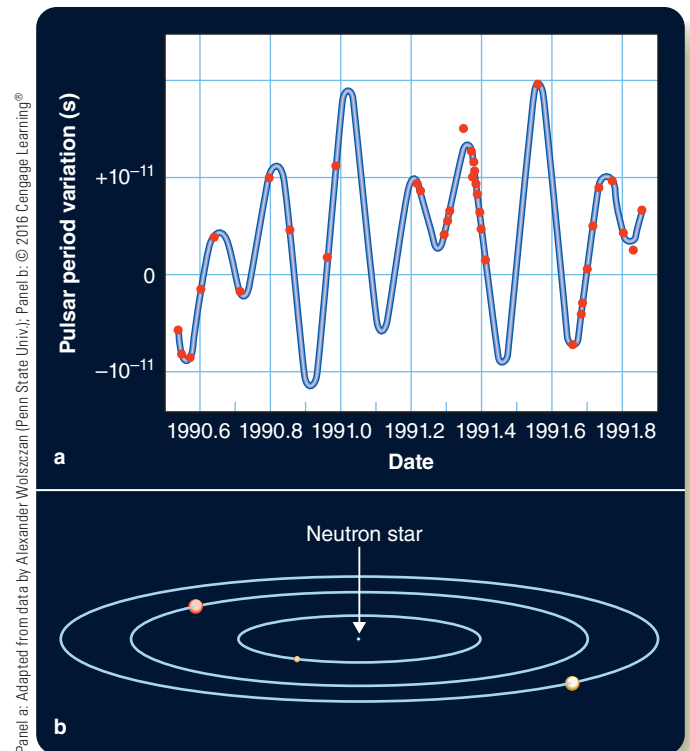 Panel a: Adapted from data by Alexander Wolszczan (Penn State Univ.); Panel b: © 2016 Cengage Learning®
Pulsar period variation (s)
+10⁻¹¹
0
−10⁻¹¹
1990.6 1990.8 1991.0 1991.2 1991.4 1991.6 1991.8
a
Date
Neutron star
b